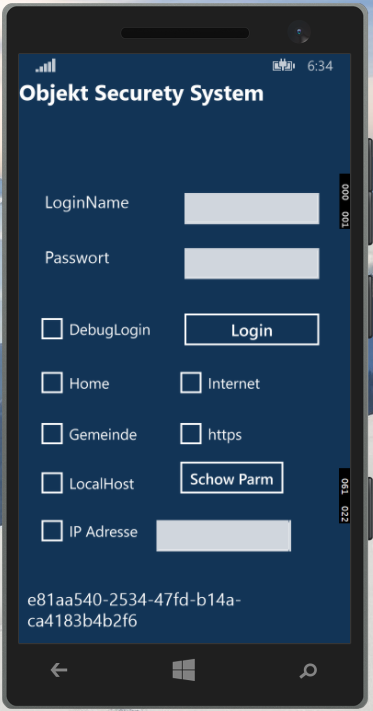 6:34
Objekt Securety System
LoginName
000 001
Passwort
DebugLogin
Login
Home
Internet
Gemeinde
https
LocalHost
Schow Parm
061 022
IP Adresse
e81aa540-2534-47fd-b14a-
ca4183b4b2f6